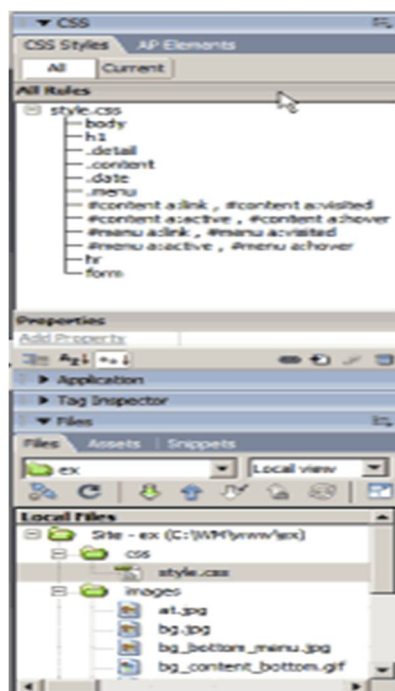 CSS
CSS Styles AP Elements
All Current
All Rules
style.css
body
h1
.detail
.content
.date
.menu
#content a:link , #content a:visited
#content a:active , #content a:hover
#menu a:link , #menu a:visited
#menu a:active , #menu a:hover
hr
form
Properties
Add Property
Application
Tag Inspector
Files
Files Assets Snippets
ex Local view
Local Files
Site - ex (C:\WM\www\ex)
css
style.css
images
at.jpg
bg.jpg
bg_bottom_menu.jpg
bg_content_bottom.gif